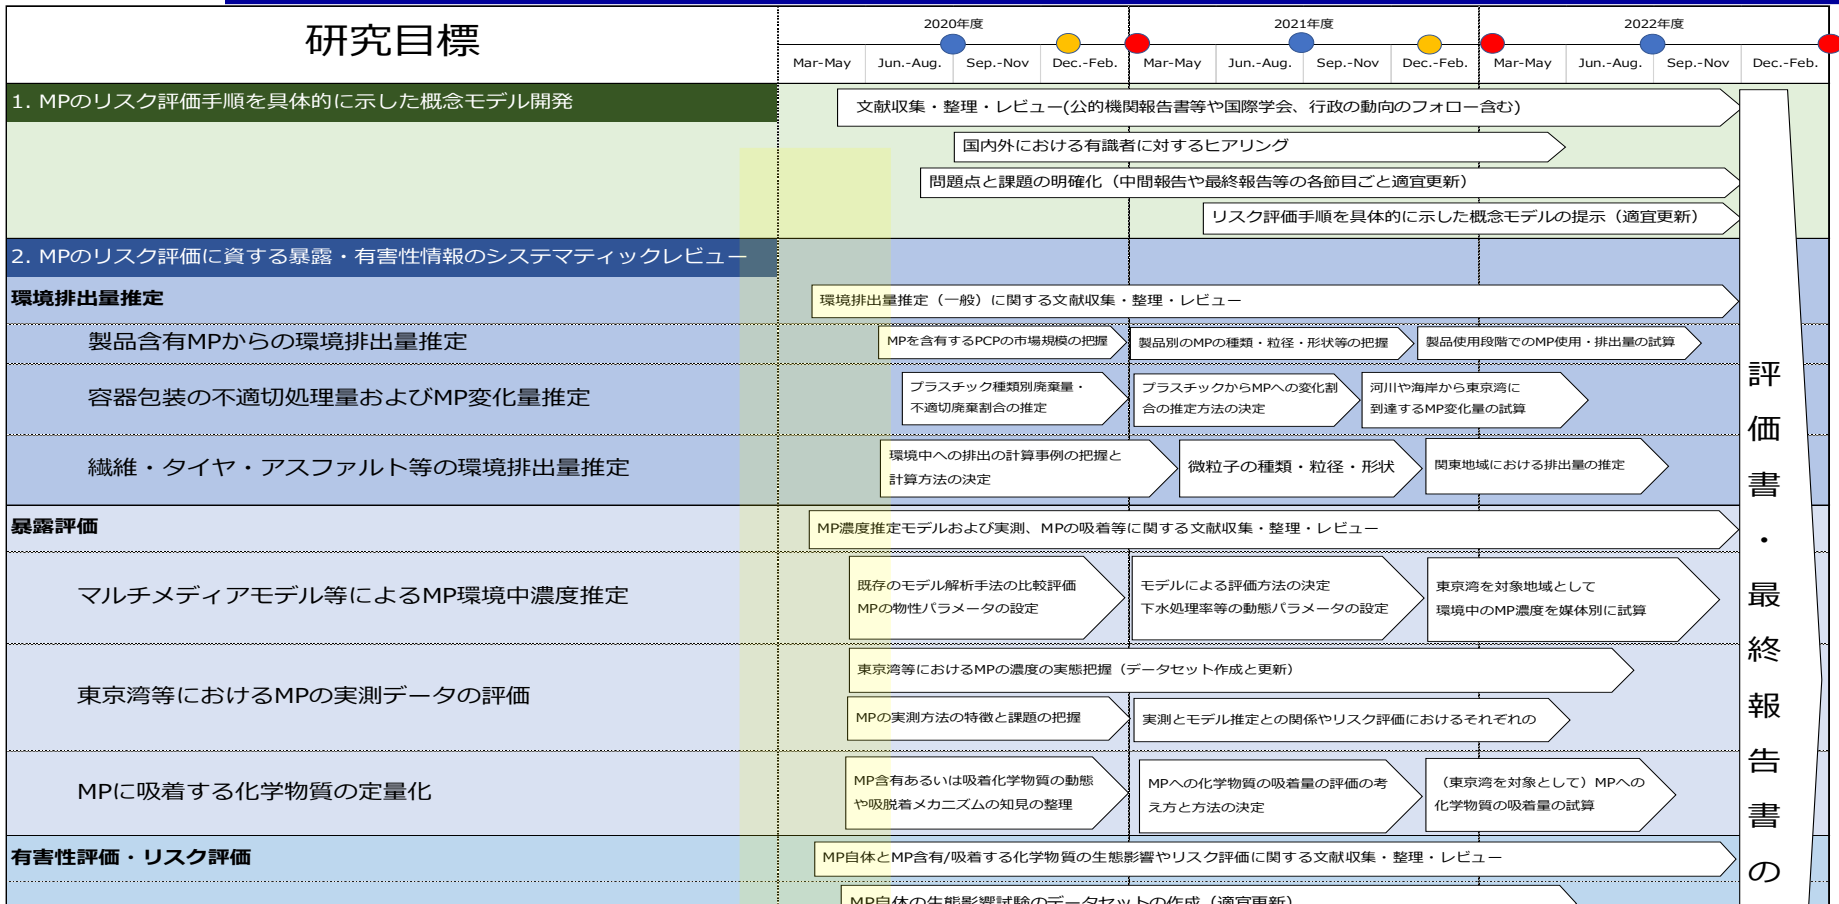 研究目標
2020年度
2021年度
2022年度
Mar-May
Jun.-Aug.
Sep.-Nov
Dec.-Feb.
Mar-May
Jun.-Aug.
Sep.-Nov
Dec.-Feb.
Mar-May
Jun.-Aug.
Sep.-Nov
Dec.-Feb.
1. MPのリスク評価手順を具体的に示した概念モデル開発
文献収集・整理・レビュー(公的機関報告書等や国際学会、行政の動向のフォロー含む)
国内外における有識者に対するヒアリング
問題点と課題の明確化（中間報告や最終報告等の各節目ごと適宜更新）
リスク評価手順を具体的に示した概念モデルの提示（適宜更新）
2. MPのリスク評価に資する暴露・有害性情報のシステマティックレビュー
環境排出量推定
環境排出量推定（一般）に関する文献収集・整理・レビュー
製品含有MPからの環境排出量推定
MPを含有するPCPの市場規模の把握
製品別のMPの種類・粒径・形状等の把握
製品使用段階でのMP使用・排出量の試算
容器包装の不適切処理量およびMP変化量推定
プラスチック種類別廃棄量・
不適切廃棄割合の推定
プラスチックからMPへの変化割
合の推定方法の決定
河川や海岸から東京湾に
到達するMP変化量の試算
繊維・タイヤ・アスファルト等の環境排出量推定
環境中への排出の計算事例の把握と
計算方法の決定
微粒子の種類・粒径・形状
関東地域における排出量の推定
暴露評価
MP濃度推定モデルおよび実測、MPの吸着等に関する文献収集・整理・レビュー
マルチメディアモデル等によるMP環境中濃度推定
既存のモデル解析手法の比較評価
MPの物性パラメータの設定
モデルによる評価方法の決定
下水処理率等の動態パラメータの設定
東京湾を対象地域として
環境中のMP濃度を媒体別に試算
東京湾等におけるMPの実測データの評価
東京湾等におけるMPの濃度の実態把握（データセット作成と更新）
MPの実測方法の特徴と課題の把握
実測とモデル推定との関係やリスク評価におけるそれぞれの
MPに吸着する化学物質の定量化
MP含有あるいは吸着化学物質の動態
や吸脱着メカニズムの知見の整理
MPへの化学物質の吸着量の評価の考
え方と方法の決定
（東京湾を対象として）MPへの
化学物質の吸着量の試算
有害性評価・リスク評価
MP自体とMP含有/吸着する化学物質の生態影響やリスク評価に関する文献収集・整理・レビュー
MP自体の生態影響試験のデータセットの作成（適宜更新）
評価書・最終報告書の